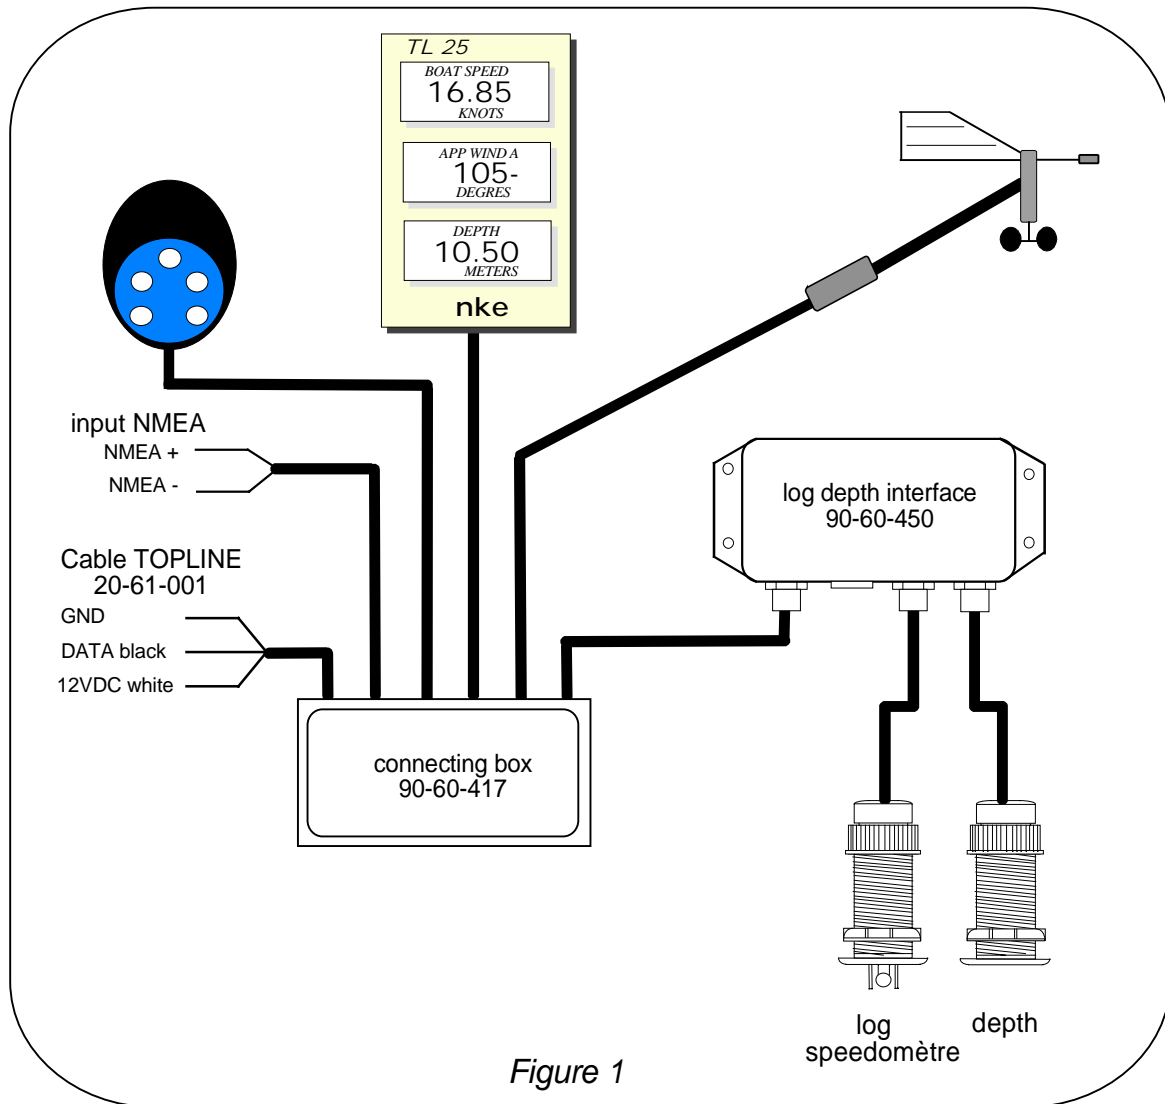 TL 25
BOAT SPEED
16.85
KNOTS
APP WIND A
105-
DEGRES
DEPTH
10.50
METERS
nke
input NMEA
NMEA +
NMEA -
Cable TOPLINE
20-61-001
GND
DATA black
12VDC white
connecting box
90-60-417
log depth interface
90-60-450
log
speedomètre
depth
Figure 1